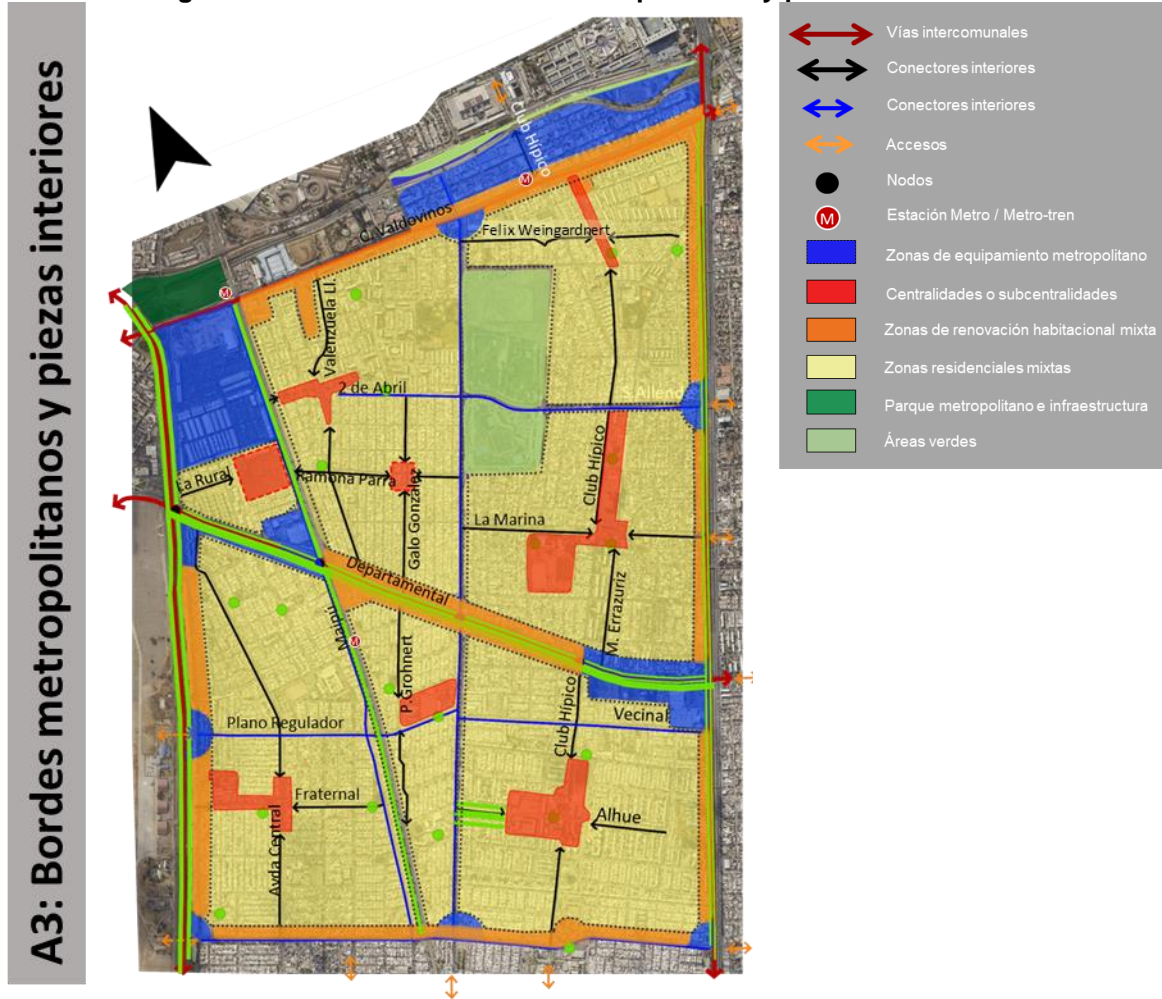 A3: Bordes metropolitanos y piezas interiores
Vías intercomunales
Conectores interiores
Conectores interiores
Accesos
Nodos
M
Estación Metro / Metro-tren
Zonas de equipamiento metropolitano
Centralidades o subcentralidades
Zonas de renovación habitacional mixta
Zonas residenciales mixtas
Parque metropolitano e infraestructura
Áreas verdes
Club Hípico
M
C. Valdovinos
Felix Weingardnert
M
Valenzuela Ll.
2 de Abril
S.Allend
La Rural
Ramona Parra
Galo Gonzalez
Club Hípico
La Marina
Departamental
M. Errazuriz
Maipú
M
P.Grohnert
Plano Regulador
Club Hípico
Vecinal
Fraternal
Avda Central
Alhue